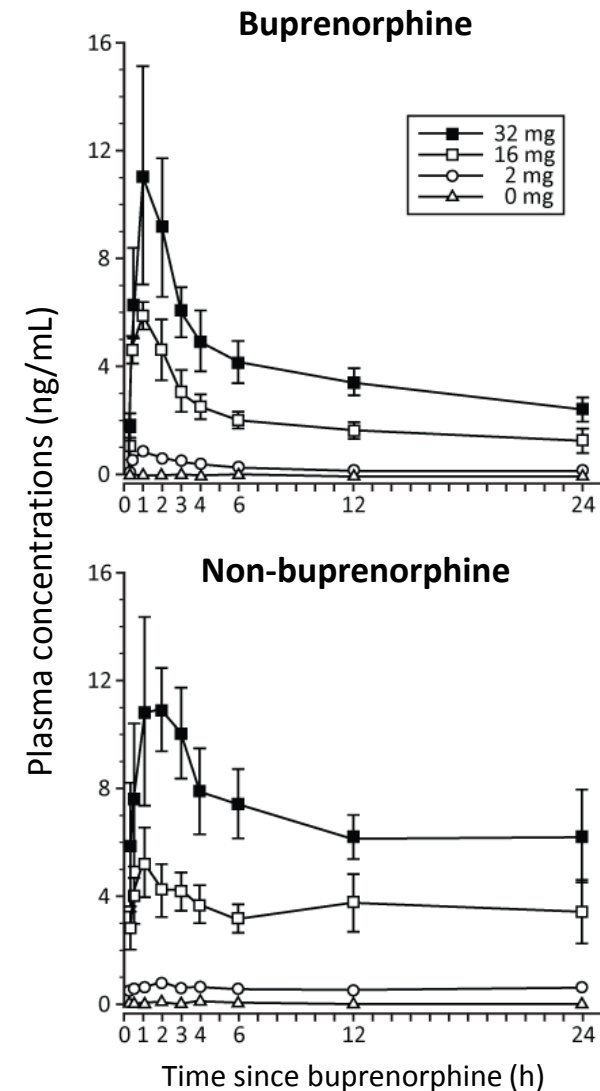 Buprenorphine
16
12
8
4
0
32 mg
16 mg
2 mg
0 mg
0 1 2 3 4 6 12 24
Plasma concentrations (ng/mL)
Non-buprenorphine
16
12
8
4
0
0 1 2 3 4 6 12 24
Time since buprenorphine (h)